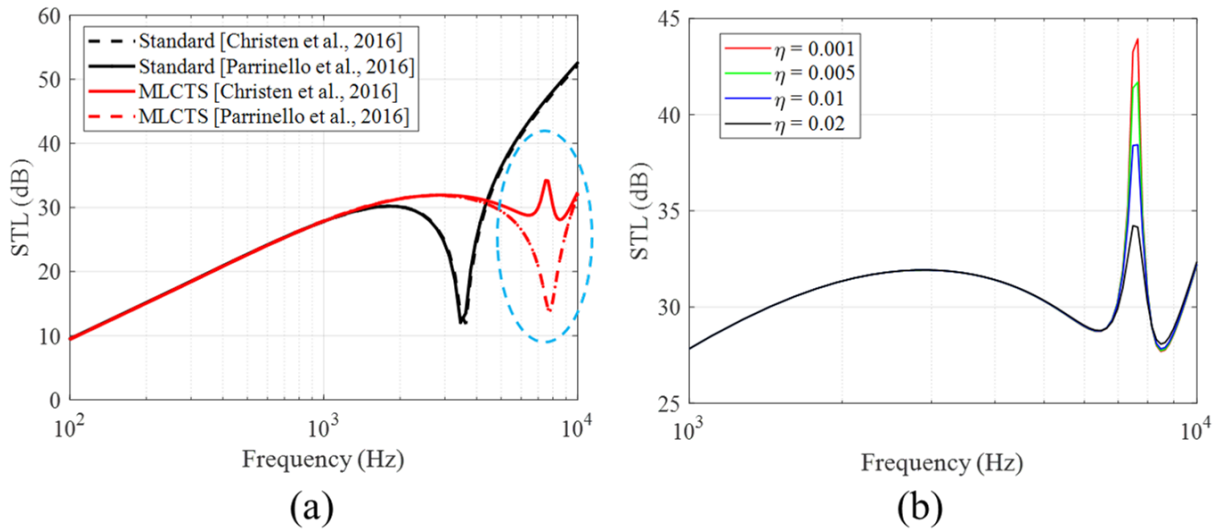 60
50
40
30
20
10
0
STL (dB)
Standard [Christen et al., 2016]
Standard [Parrinello et al., 2016]
MLCTS [Christen et al., 2016]
MLCTS [Parrinello et al., 2016]
10² 10³ 10⁴
Frequency (Hz)
(a)
45
40
35
30
25
STL (dB)
η = 0.001
η = 0.005
η = 0.01
η = 0.02
10³ 10⁴
Frequency (Hz)
(b)